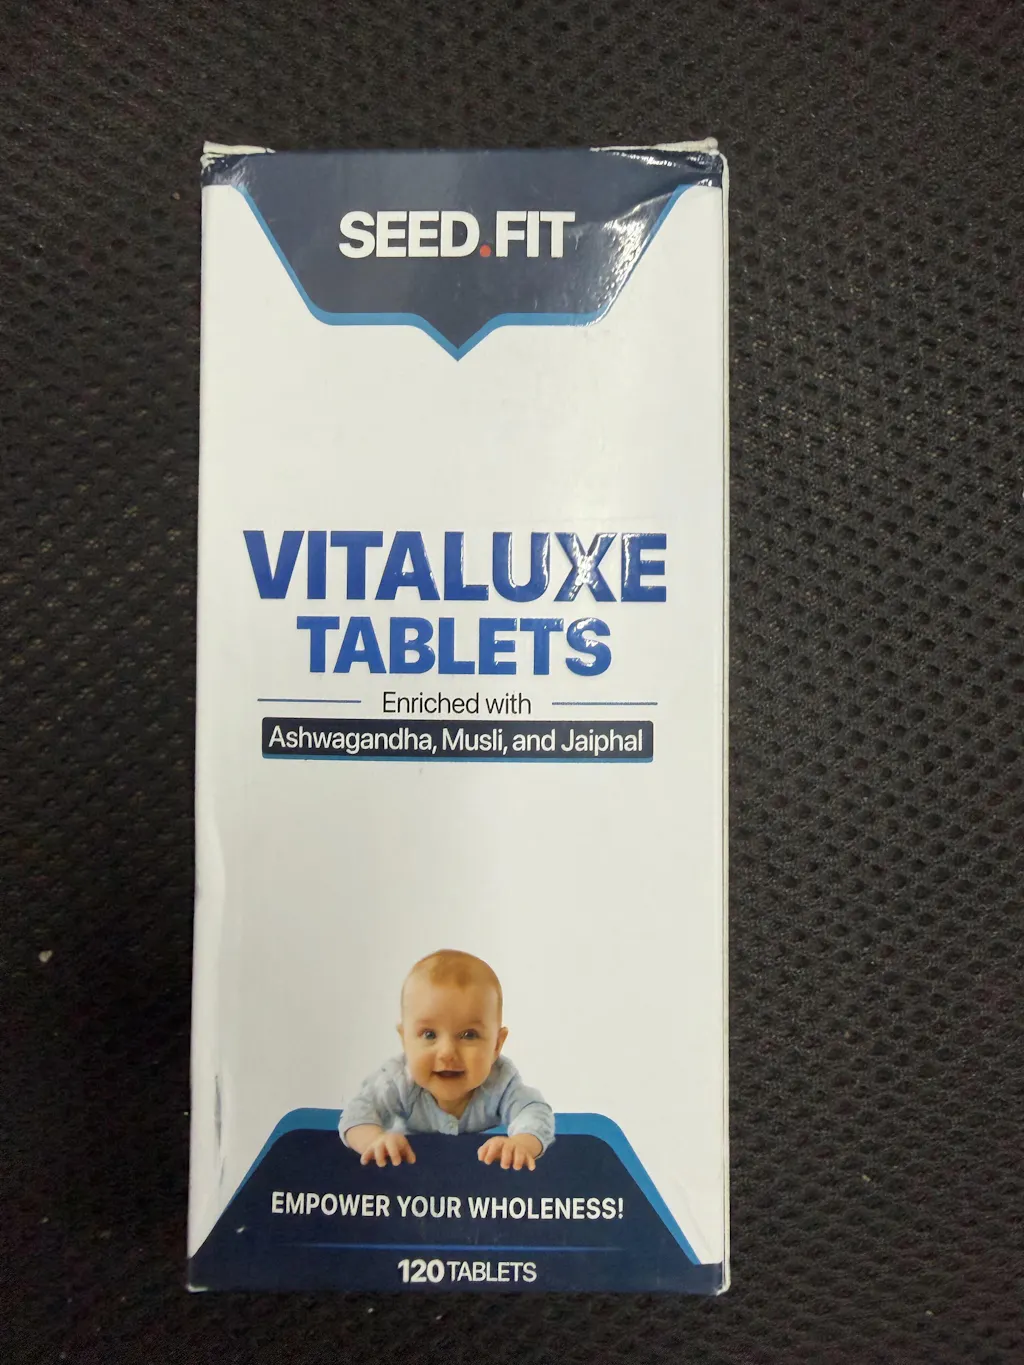 SEED.FIT
VITALUXE
TABLETS
Enriched with
Ashwagandha, Musli, and Jaiphal
EMPOWER YOUR WHOLENESS!
120 TABLETS